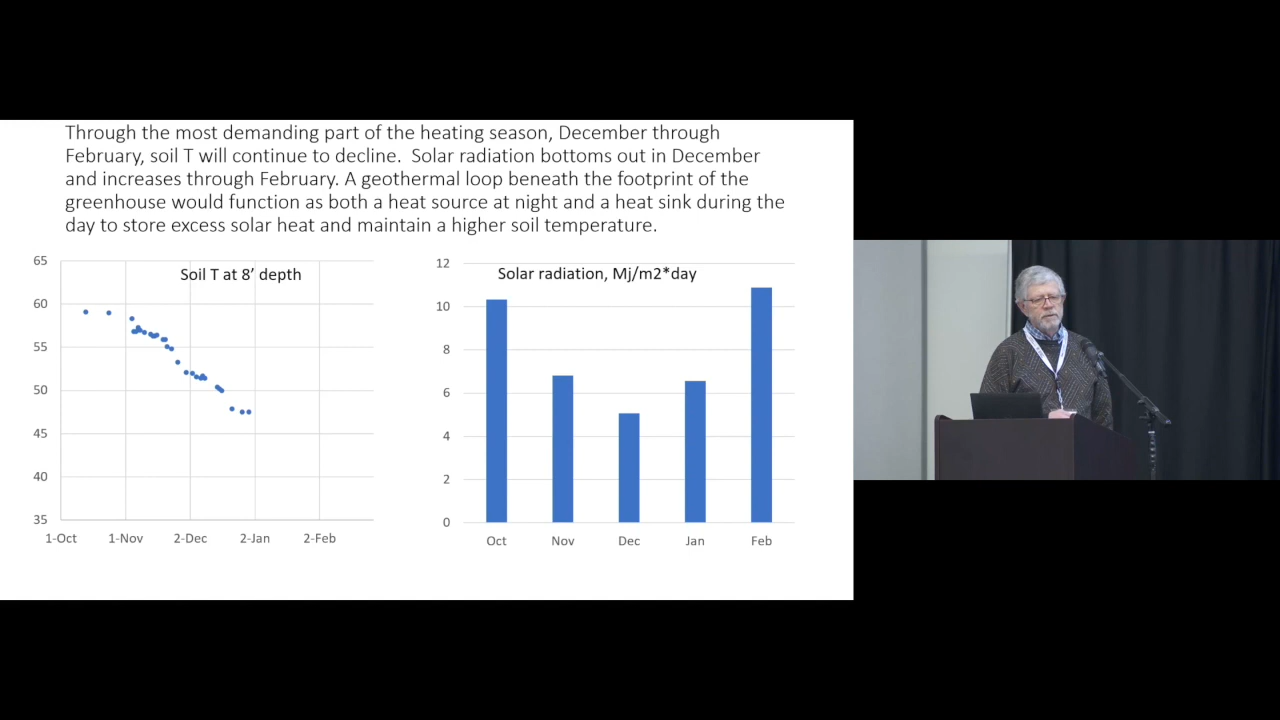 Through the most demanding part of the heating season, December through
February, soil T will continue to decline.  Solar radiation bottoms out in December
and increases through February. A geothermal loop beneath the footprint of the
greenhouse would function as both a heat source at night and a heat sink during the
day to store excess solar heat and maintain a higher soil temperature.
Soil T at 8’ depth
65
60
55
50
45
40
35
1-Oct 1-Nov 2-Dec 2-Jan 2-Feb
Solar radiation, Mj/m2*day
12
10
8
6
4
2
0
Oct Nov Dec Jan Feb